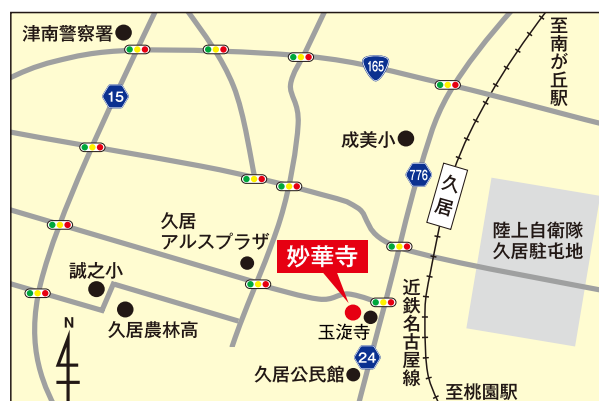 津南警察署
至南が丘駅
165
15
成美小
776
久居
久居
アルスプラザ
陸上自衛隊
久居駐屯地
妙華寺
誠之小
久居農林高
玉淀寺
近鉄名古屋線
N
24
久居公民館
至桃園駅